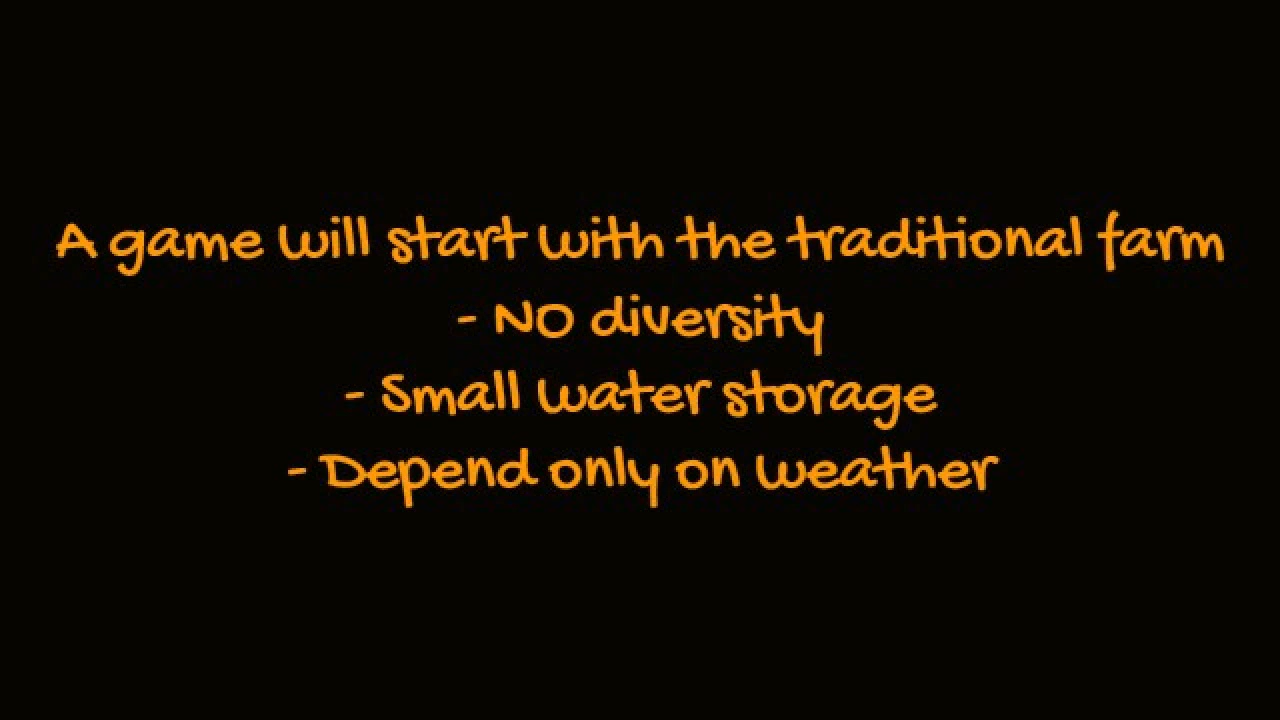 A game will start with the traditional farm
- NO diversity
- Small water storage
- Depend only on weather